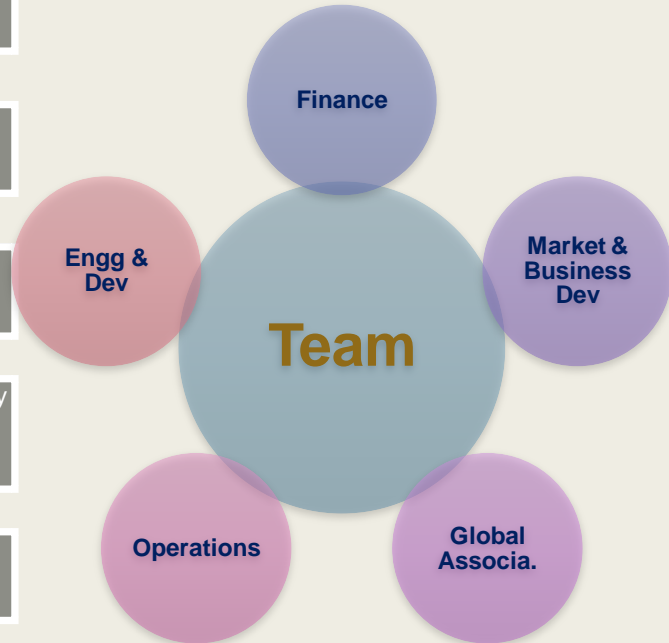 Finance
Market &
Business
Dev
Engg &
Dev
Team
Global
Associa.
Operations